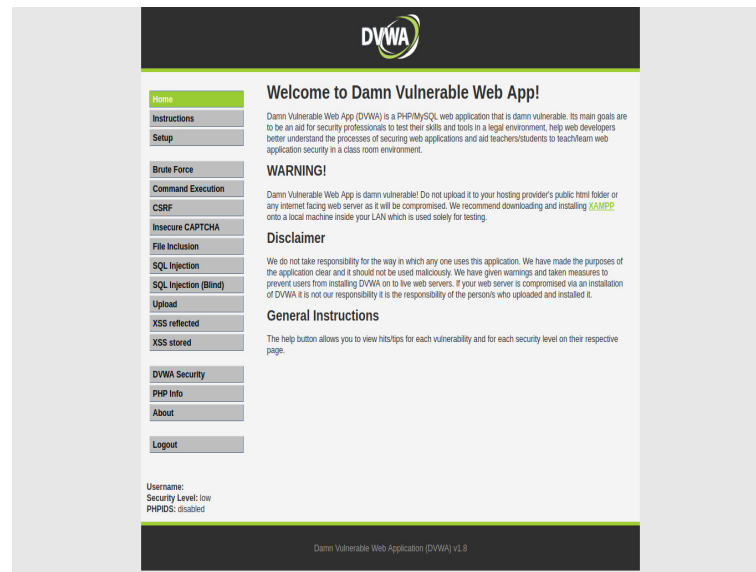 DVWA
Home
Instructions
Setup
Brute Force
Command Execution
CSRF
Insecure CAPTCHA
File Inclusion
SQL Injection
SQL Injection (Blind)
Upload
XSS reflected
XSS stored
DVWA Security
PHP Info
About
Logout
Username:
Security Level: low
PHPIDS: disabled
Welcome to Damn Vulnerable Web App!
Damn Vulnerable Web App (DVWA) is a PHP/MySQL web application that is damn vulnerable. Its main goals are
to be an aid for security professionals to test their skills and tools in a legal environment, help web developers
better understand the processes of securing web applications and aid teachers/students to teach/learn web
application security in a class room environment.
WARNING!
Damn Vulnerable Web App is damn vulnerable! Do not upload it to your hosting provider's public html folder or
any internet facing web server as it will be compromised. We recommend downloading and installing XAMPP
onto a local machine inside your LAN which is used solely for testing.
Disclaimer
We do not take responsibility for the way in which any one uses this application. We have made the purposes of
the application clear and it should not be used maliciously. We have given warnings and taken measures to
prevent users from installing DVWA on to live web servers. If your web server is compromised via an installation
of DVWA it is not our responsibility it is the responsibility of the person/s who uploaded and installed it.
General Instructions
The help button allows you to view hits/tips for each vulnerability and for each security level on their respective
page.
Damn Vulnerable Web Application (DVWA) v1.8